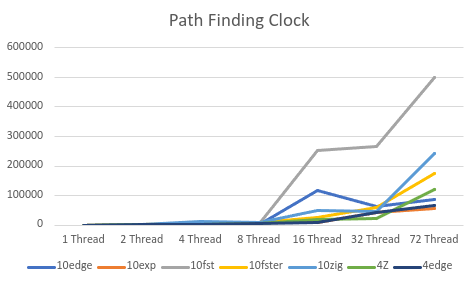 Path Finding Clock
600000
500000
400000
300000
200000
100000
0
1 Thread 2 Thread 4 Thread 8 Thread 16 Thread 32 Thread 72 Thread
10edge 10exp 10fst 10fster 10zig 4Z 4edge